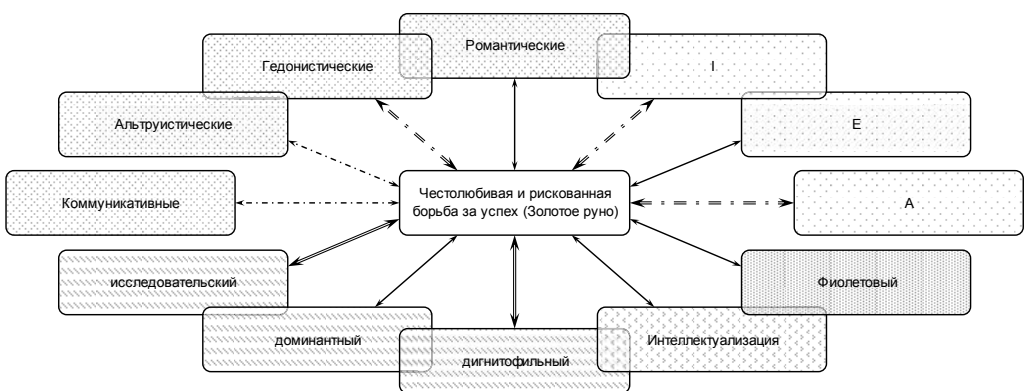 Романтические
Гедонистические
I
Альтруистические
E
Коммуникативные
Честолюбивая и рискованная
борьба за успех (Золотое руно)
A
исследовательский
Фиолетовый
доминантный
Интеллектуализация
дигнитофильный